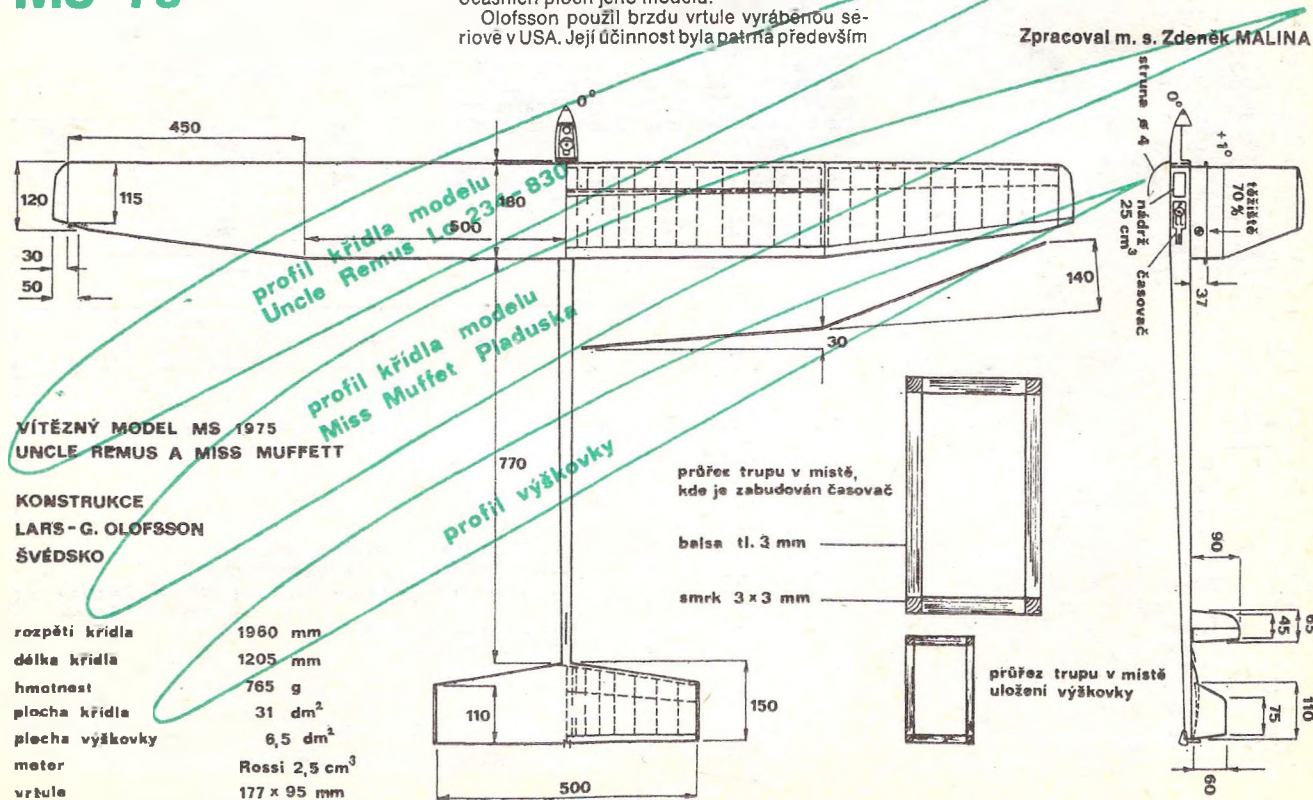 Olofsson použil brzdu vrtule vyráběnou sé-
riově v USA. Její účinnost byla patrná především
Zpracoval m. s. Zdeněk MALINA
450
120
115
30
50
500
180
0°
profil křídla modelu
Uncle Remus Lo 234-830
profil křídla modelu
Miss Muffet Pladuska
profil výškovky
140
30
770
struna ø 4
0°
+1°
těžiště
70 %
nádrž
25 cm³
časovač
37
VÍTĚZNÝ MODEL MS 1975
UNCLE REMUS A MISS MUFFETT
KONSTRUKCE
LARS-G. OLOFSSON
ŠVÉDSKO
průřez trupu v místě,
kde je zabudován časovač
balsa tl. 3 mm
smrk 3 x 3 mm
průřez trupu v místě
uložení výškovky
90
45
65
110
75
60
110
150
500
rozpětí křídla 1960 mm
délka křídla 1205 mm
hmotnost 765 g
plocha křídla 31 dm²
plocha výškovky 6,5 dm²
motor Rossi 2,5 cm³
vrtule 177 x 95 mm